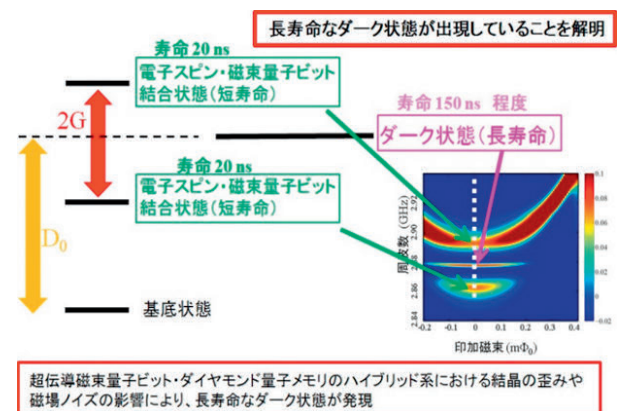 長寿命なダーク状態が出現していることを解明
寿命20 ns
電子スピン・磁束量子ビット
結合状態(短寿命)
2G
寿命150 ns 程度
ダーク状態(長寿命)
寿命20 ns
電子スピン・磁束量子ビット
結合状態(短寿命)
D₀
基底状態
周波数 (GHz)
2.92
2.90
2.88
2.86
2.84
-0.2 -0.1 0 0.1 0.2 0.3 0.4
印加磁束(mΦ₀)
0.1
0.08
0.06
0.04
0.02
0
-0.02
超伝導磁束量子ビット・ダイヤモンド量子メモリのハイブリッド系における結晶の歪みや
磁場ノイズの影響により、長寿命なダーク状態が発現